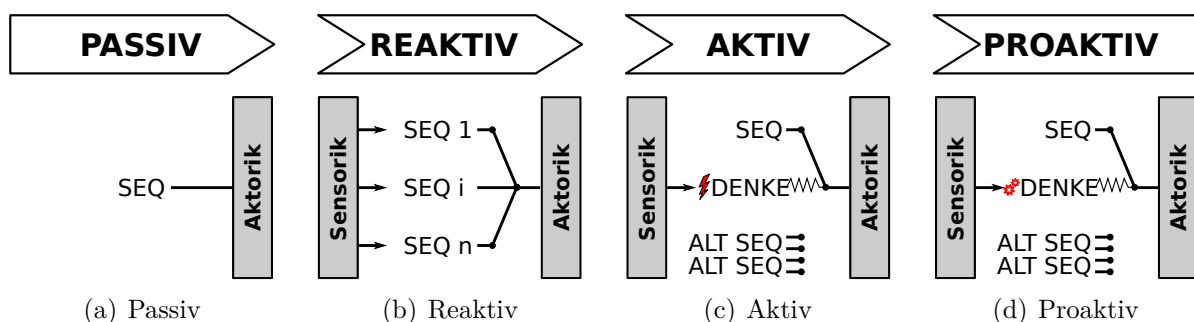 PASSIV
REAKTIV
AKTIV
PROAKTIV
SEQ
Aktorik
Sensorik
SEQ 1
SEQ i
SEQ n
Aktorik
Sensorik
SEQ
DENKE
ALT SEQ
ALT SEQ
Aktorik
Sensorik
SEQ
DENKE
ALT SEQ
ALT SEQ
Aktorik
(a) Passiv
(b) Reaktiv
(c) Aktiv
(d) Proaktiv